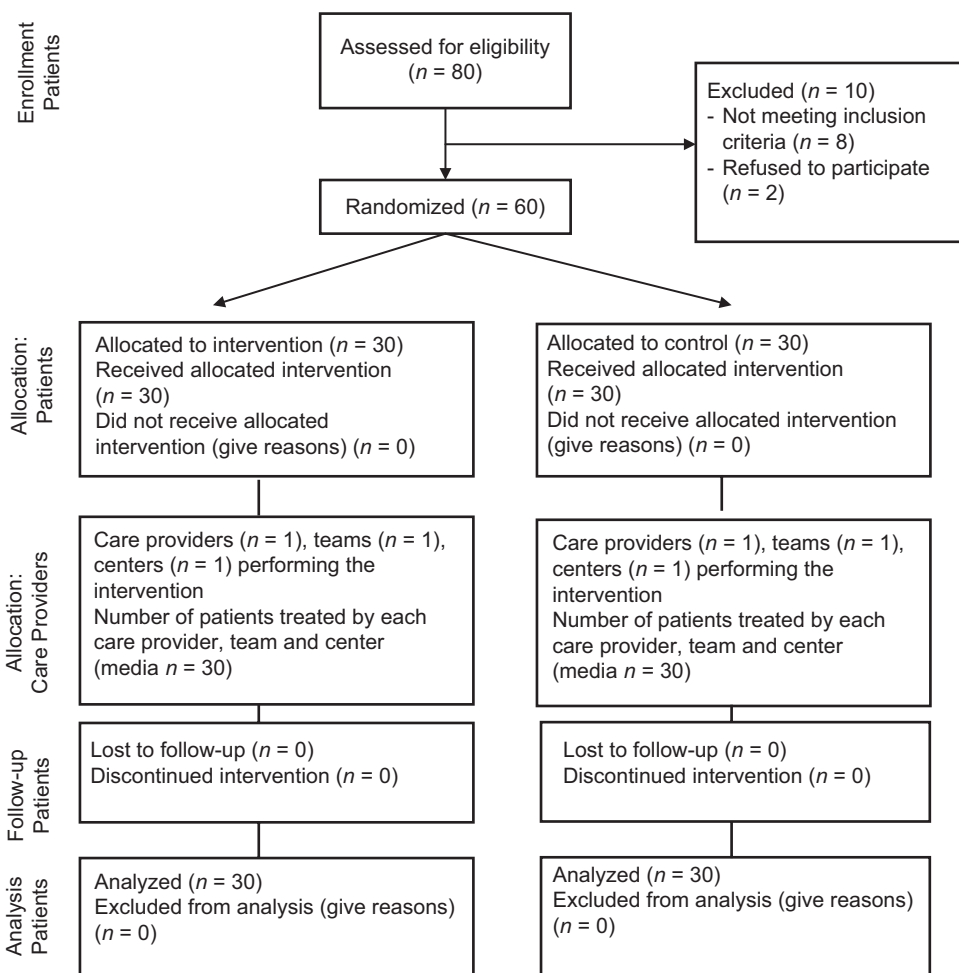 Enrollment
Patients
Assessed for eligibility
(n = 80)
Excluded (n = 10)
- Not meeting inclusion
criteria (n = 8)
- Refused to participate
(n = 2)
Randomized (n = 60)
Allocation:
Patients
Allocated to intervention (n = 30)
Received allocated intervention
(n = 30)
Did not receive allocated
intervention (give reasons) (n = 0)
Allocated to control (n = 30)
Received allocated intervention
(n = 30)
Did not receive allocated intervention
(give reasons) (n = 0)
Allocation:
Care Providers
Care providers (n = 1), teams (n = 1),
centers (n = 1) performing the
intervention
Number of patients treated by each
care provider, team and center
(media n = 30)
Care providers (n = 1), teams (n = 1),
centers (n = 1) performing the
intervention
Number of patients treated by each
care provider, team and center
(media n = 30)
Follow-up
Patients
Lost to follow-up (n = 0)
Discontinued intervention (n = 0)
Lost to follow-up (n = 0)
Discontinued intervention (n = 0)
Analysis
Patients
Analyzed (n = 30)
Excluded from analysis (give reasons)
(n = 0)
Analyzed (n = 30)
Excluded from analysis (give reasons)
(n = 0)